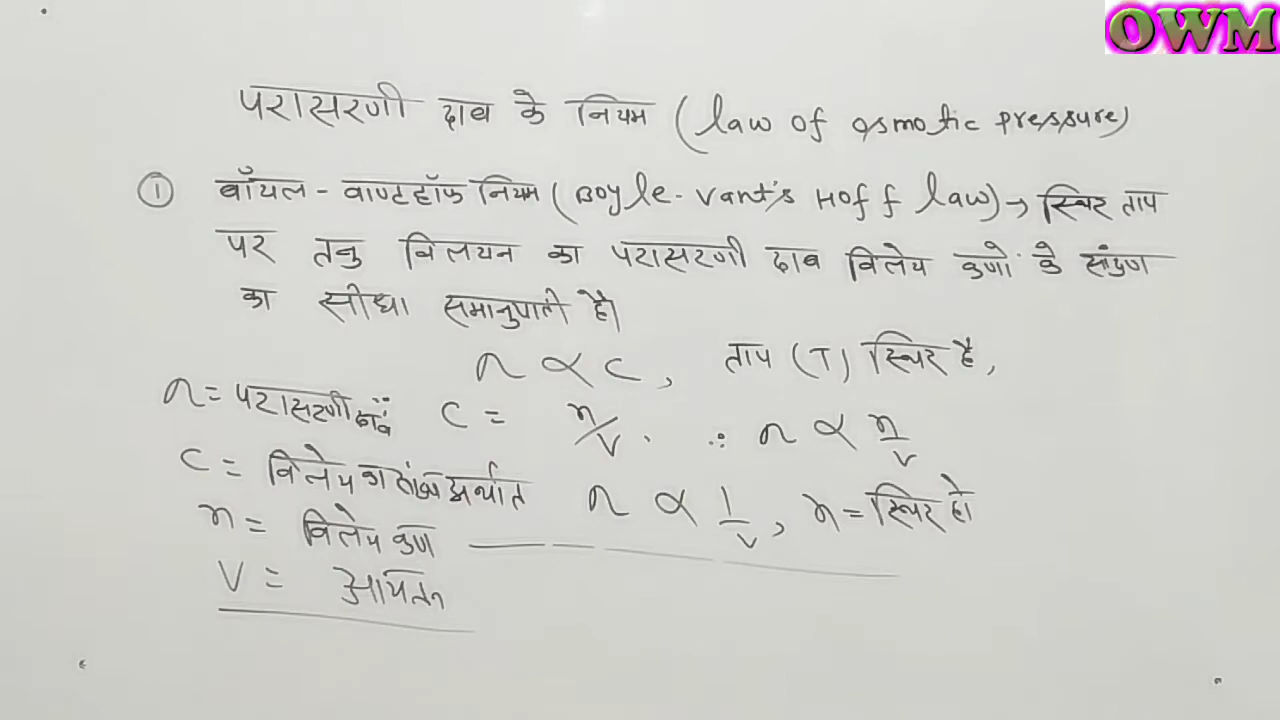 OWM
परासरणी दाब के नियम (law of osmotic pressure)
① बॉयल - वाण्टहॉफ नियम (Boyle-vant's Hoff law) → स्थिर ताप
पर तनु विलयन का परासरणी दाब विलेय कणों के सांद्रण
का सीधा समानुपाती है।
π ∝ C, ताप (T) स्थिर है,
π = परासरणी दाब C = n/V . ∴ π ∝ n/V
C = विलेय का सांद्रण अर्थात π ∝ 1/V, n = स्थिर हो
n = विलेय कण
V = आयतन